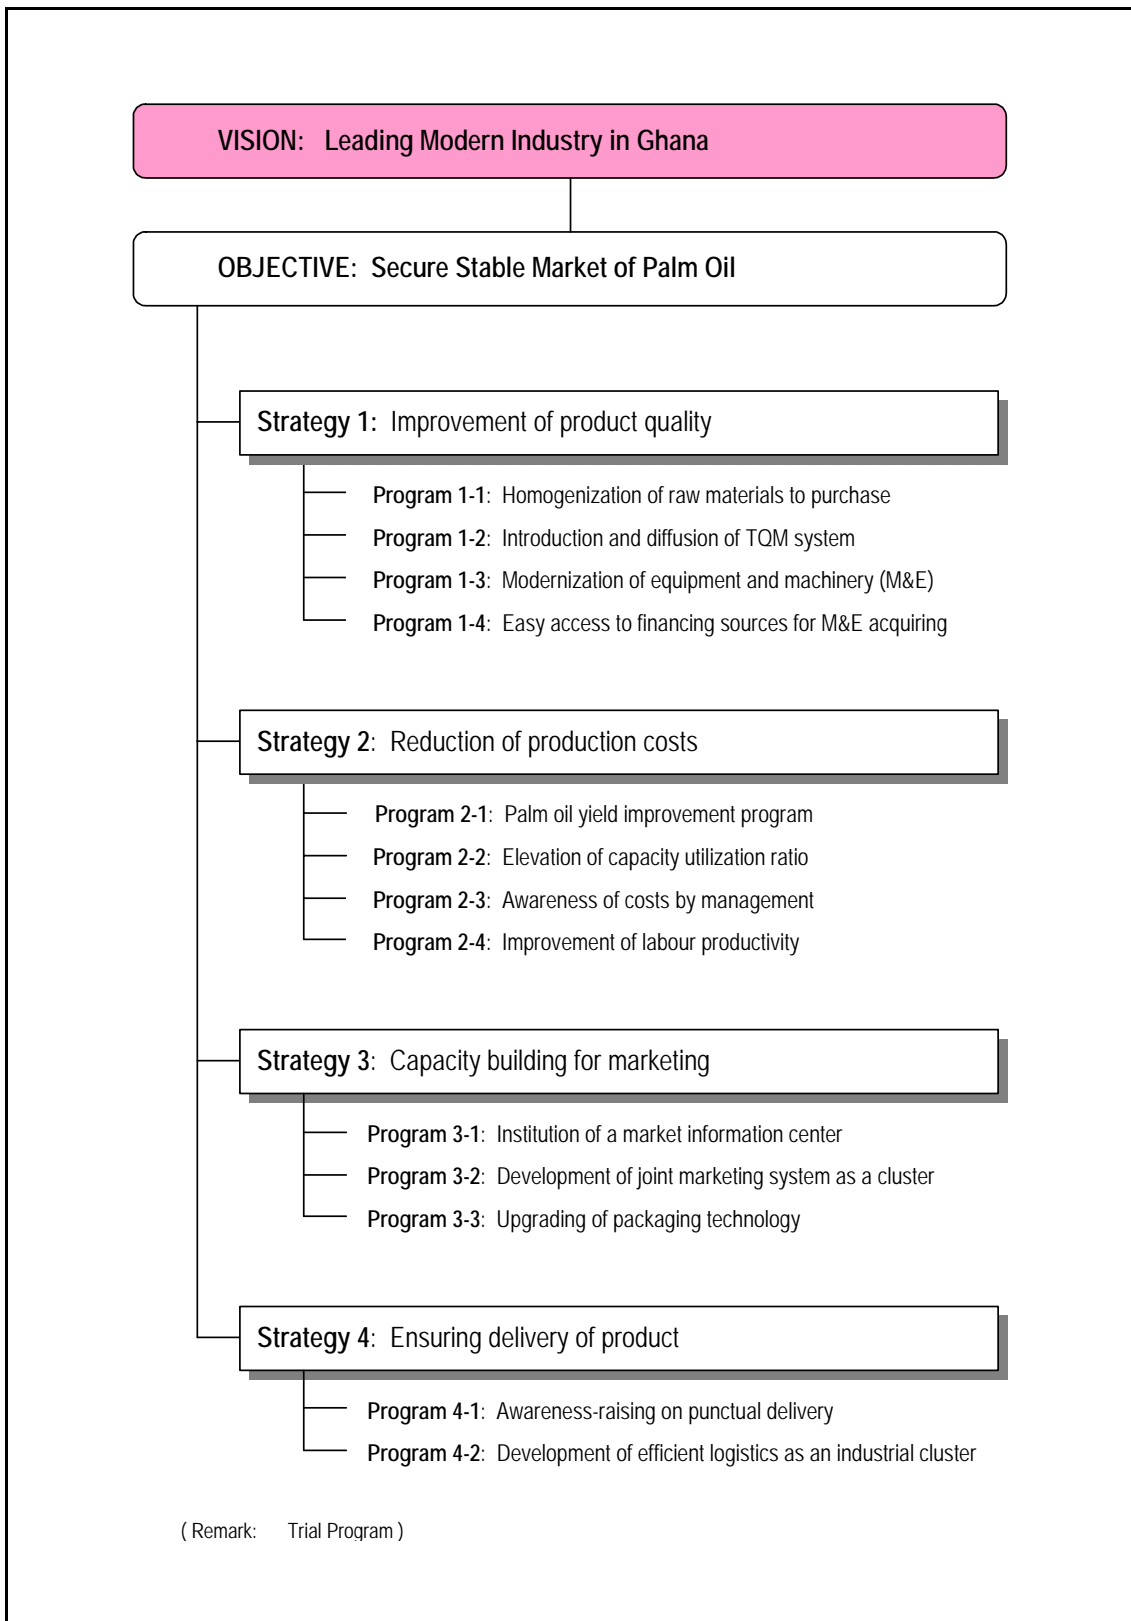 VISION: Leading Modern Industry in Ghana
OBJECTIVE: Secure Stable Market of Palm Oil
Strategy 1: Improvement of product quality
Program 1-1: Homogenization of raw materials to purchase
Program 1-2: Introduction and diffusion of TQM system
Program 1-3: Modernization of equipment and machinery (M&E)
Program 1-4: Easy access to financing sources for M&E acquiring
Strategy 2: Reduction of production costs
Program 2-1: Palm oil yield improvement program
Program 2-2: Elevation of capacity utilization ratio
Program 2-3: Awareness of costs by management
Program 2-4: Improvement of labour productivity
Strategy 3: Capacity building for marketing
Program 3-1: Institution of a market information center
Program 3-2: Development of joint marketing system as a cluster
Program 3-3: Upgrading of packaging technology
Strategy 4: Ensuring delivery of product
Program 4-1: Awareness-raising on punctual delivery
Program 4-2: Development of efficient logistics as an industrial cluster
( Remark: Trial Program )